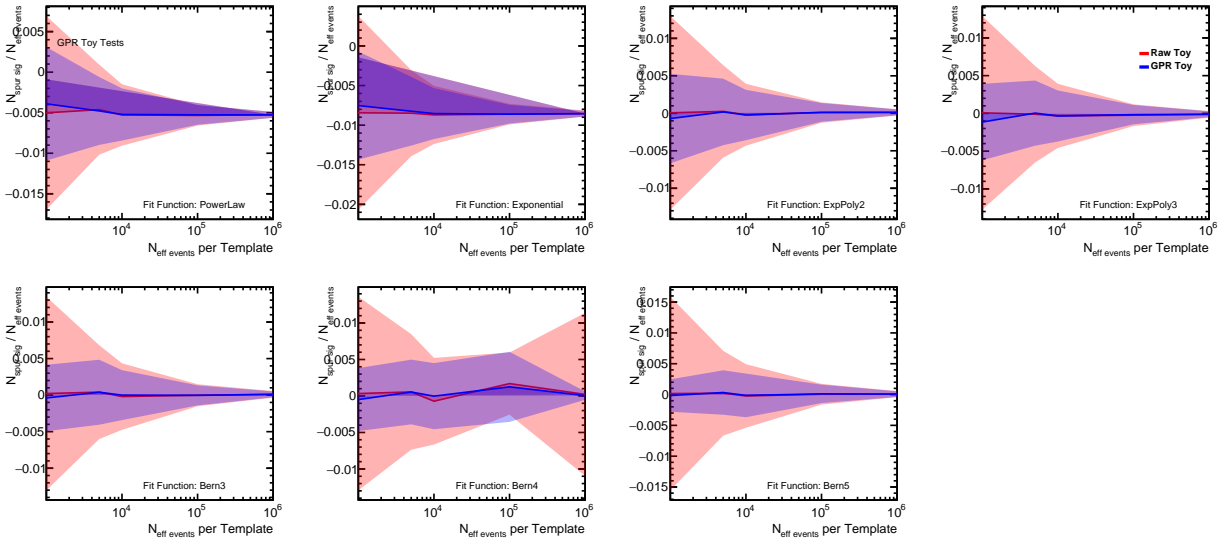 N_spur sig / N_eff events
0.005
0
−0.005
−0.01
−0.015
GPR Toy Tests
Fit Function: PowerLaw
10^4 10^5 10^6
N_eff events per Template
N_spur sig / N_eff events
0
−0.005
−0.01
−0.015
−0.02
Fit Function: Exponential
10^4 10^5 10^6
N_eff events per Template
N_spur sig / N_eff events
0.01
0.005
0
−0.005
−0.01
Fit Function: ExpPoly2
10^4 10^5 10^6
N_eff events per Template
N_spur sig / N_eff events
0.01
0.005
0
−0.005
−0.01
Raw Toy
GPR Toy
Fit Function: ExpPoly3
10^4 10^5 10^6
N_eff events per Template
N_spur sig / N_eff events
0.01
0.005
0
−0.005
−0.01
Fit Function: Bern3
10^4 10^5 10^6
N_eff events per Template
N_spur sig / N_eff events
0.01
0.005
0
−0.005
−0.01
Fit Function: Bern4
10^4 10^5 10^6
N_eff events per Template
N_spur sig / N_eff events
0.015
0.01
0.005
0
−0.005
−0.01
−0.015
Fit Function: Bern5
10^4 10^5 10^6
N_eff events per Template